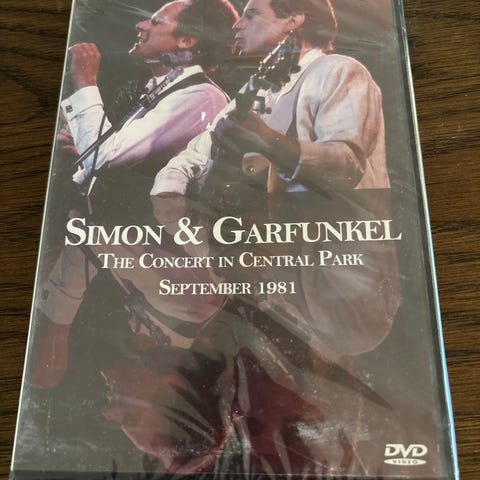 SIMON & GARFUNKEL
THE CONCERT IN CENTRAL PARK
SEPTEMBER 1981
DVD
VIDEO